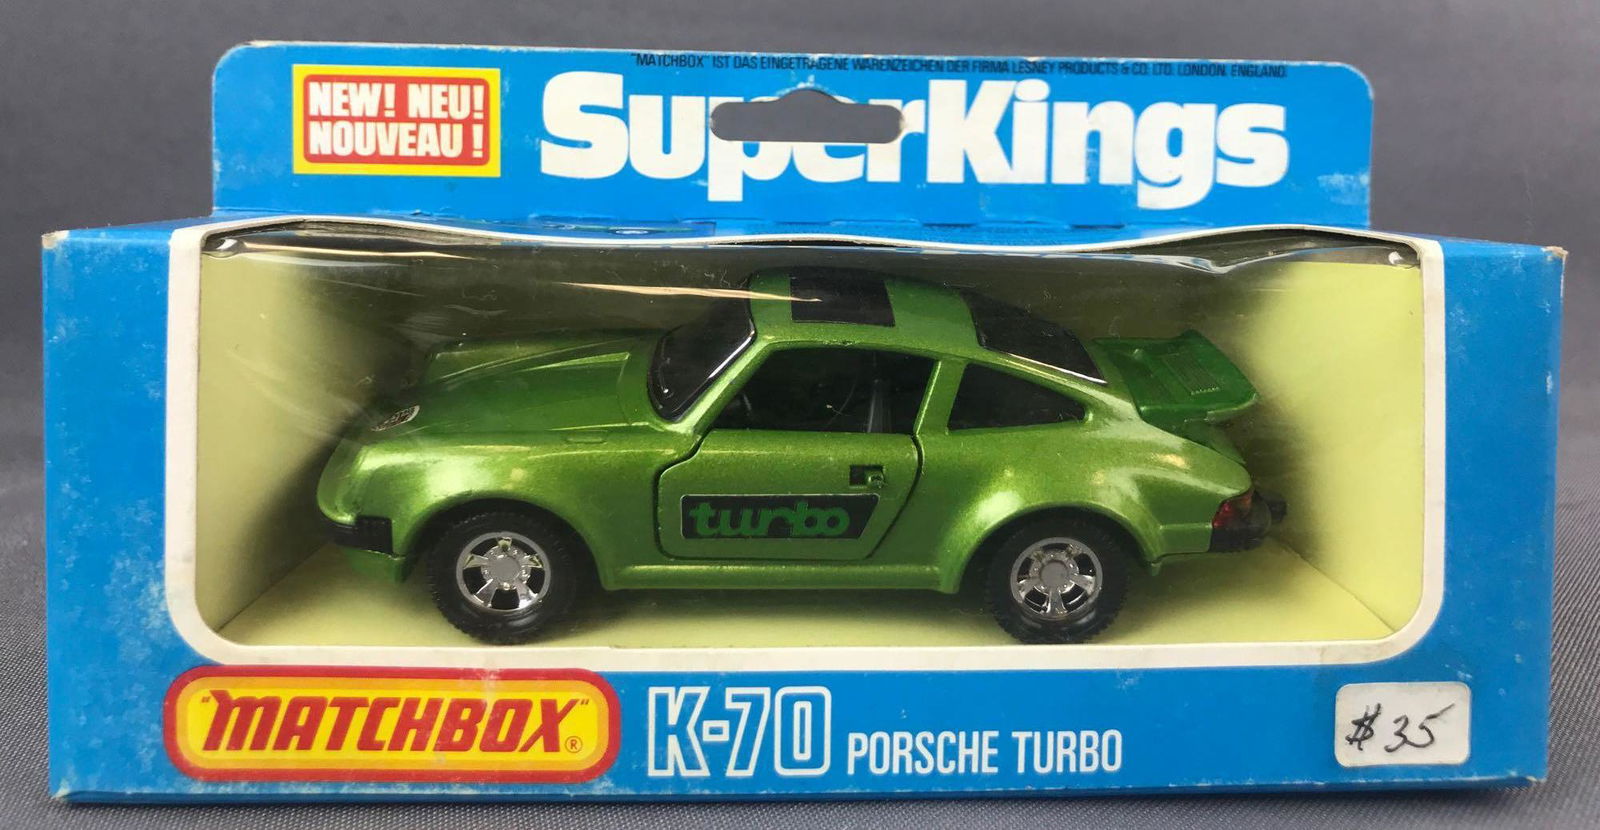 "MATCHBOX" IST DAS EINGETRAGENE WARENZEICHEN DER FIRMA LESNEY PRODUCTS & CO. LTD. LONDON, ENGLAND.
NEW! NEU!
NOUVEAU!
SuperKings
turbo
"MATCHBOX"®
K-70 PORSCHE TURBO
$35